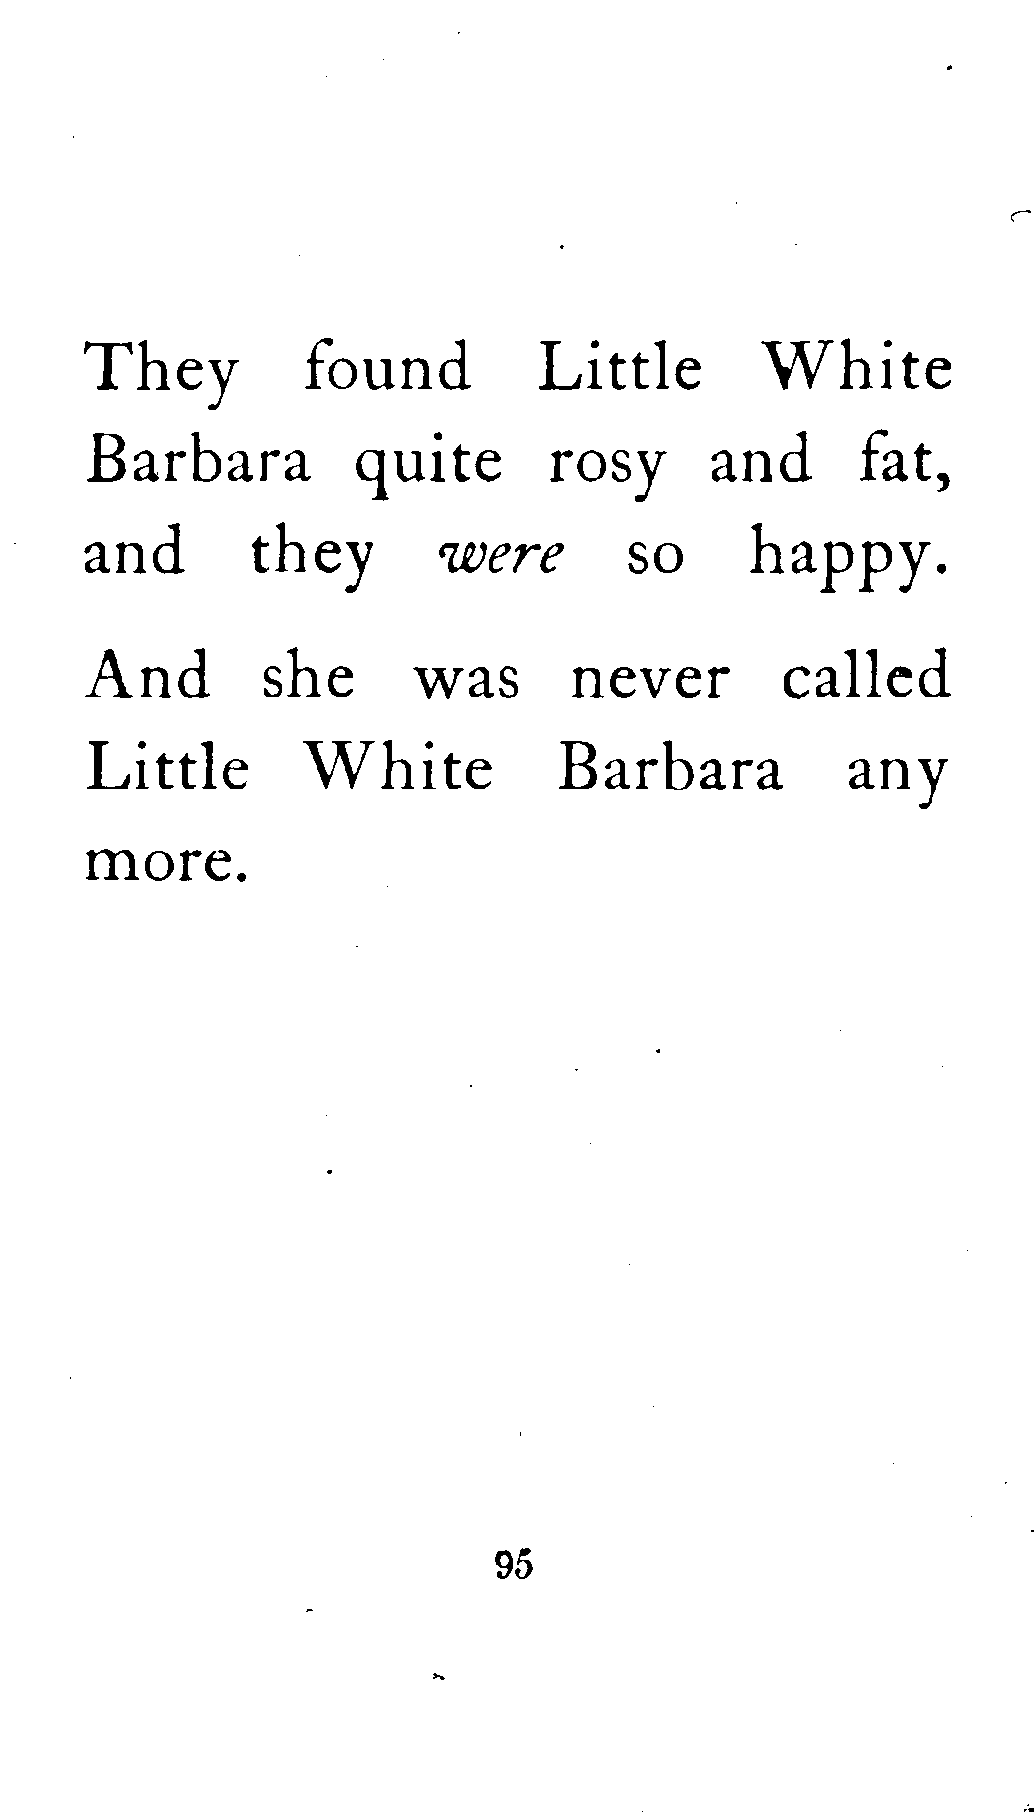 They found Little White
Barbara quite rosy and fat,
and they were so happy.
And she was never called
Little White Barbara any
more.
95